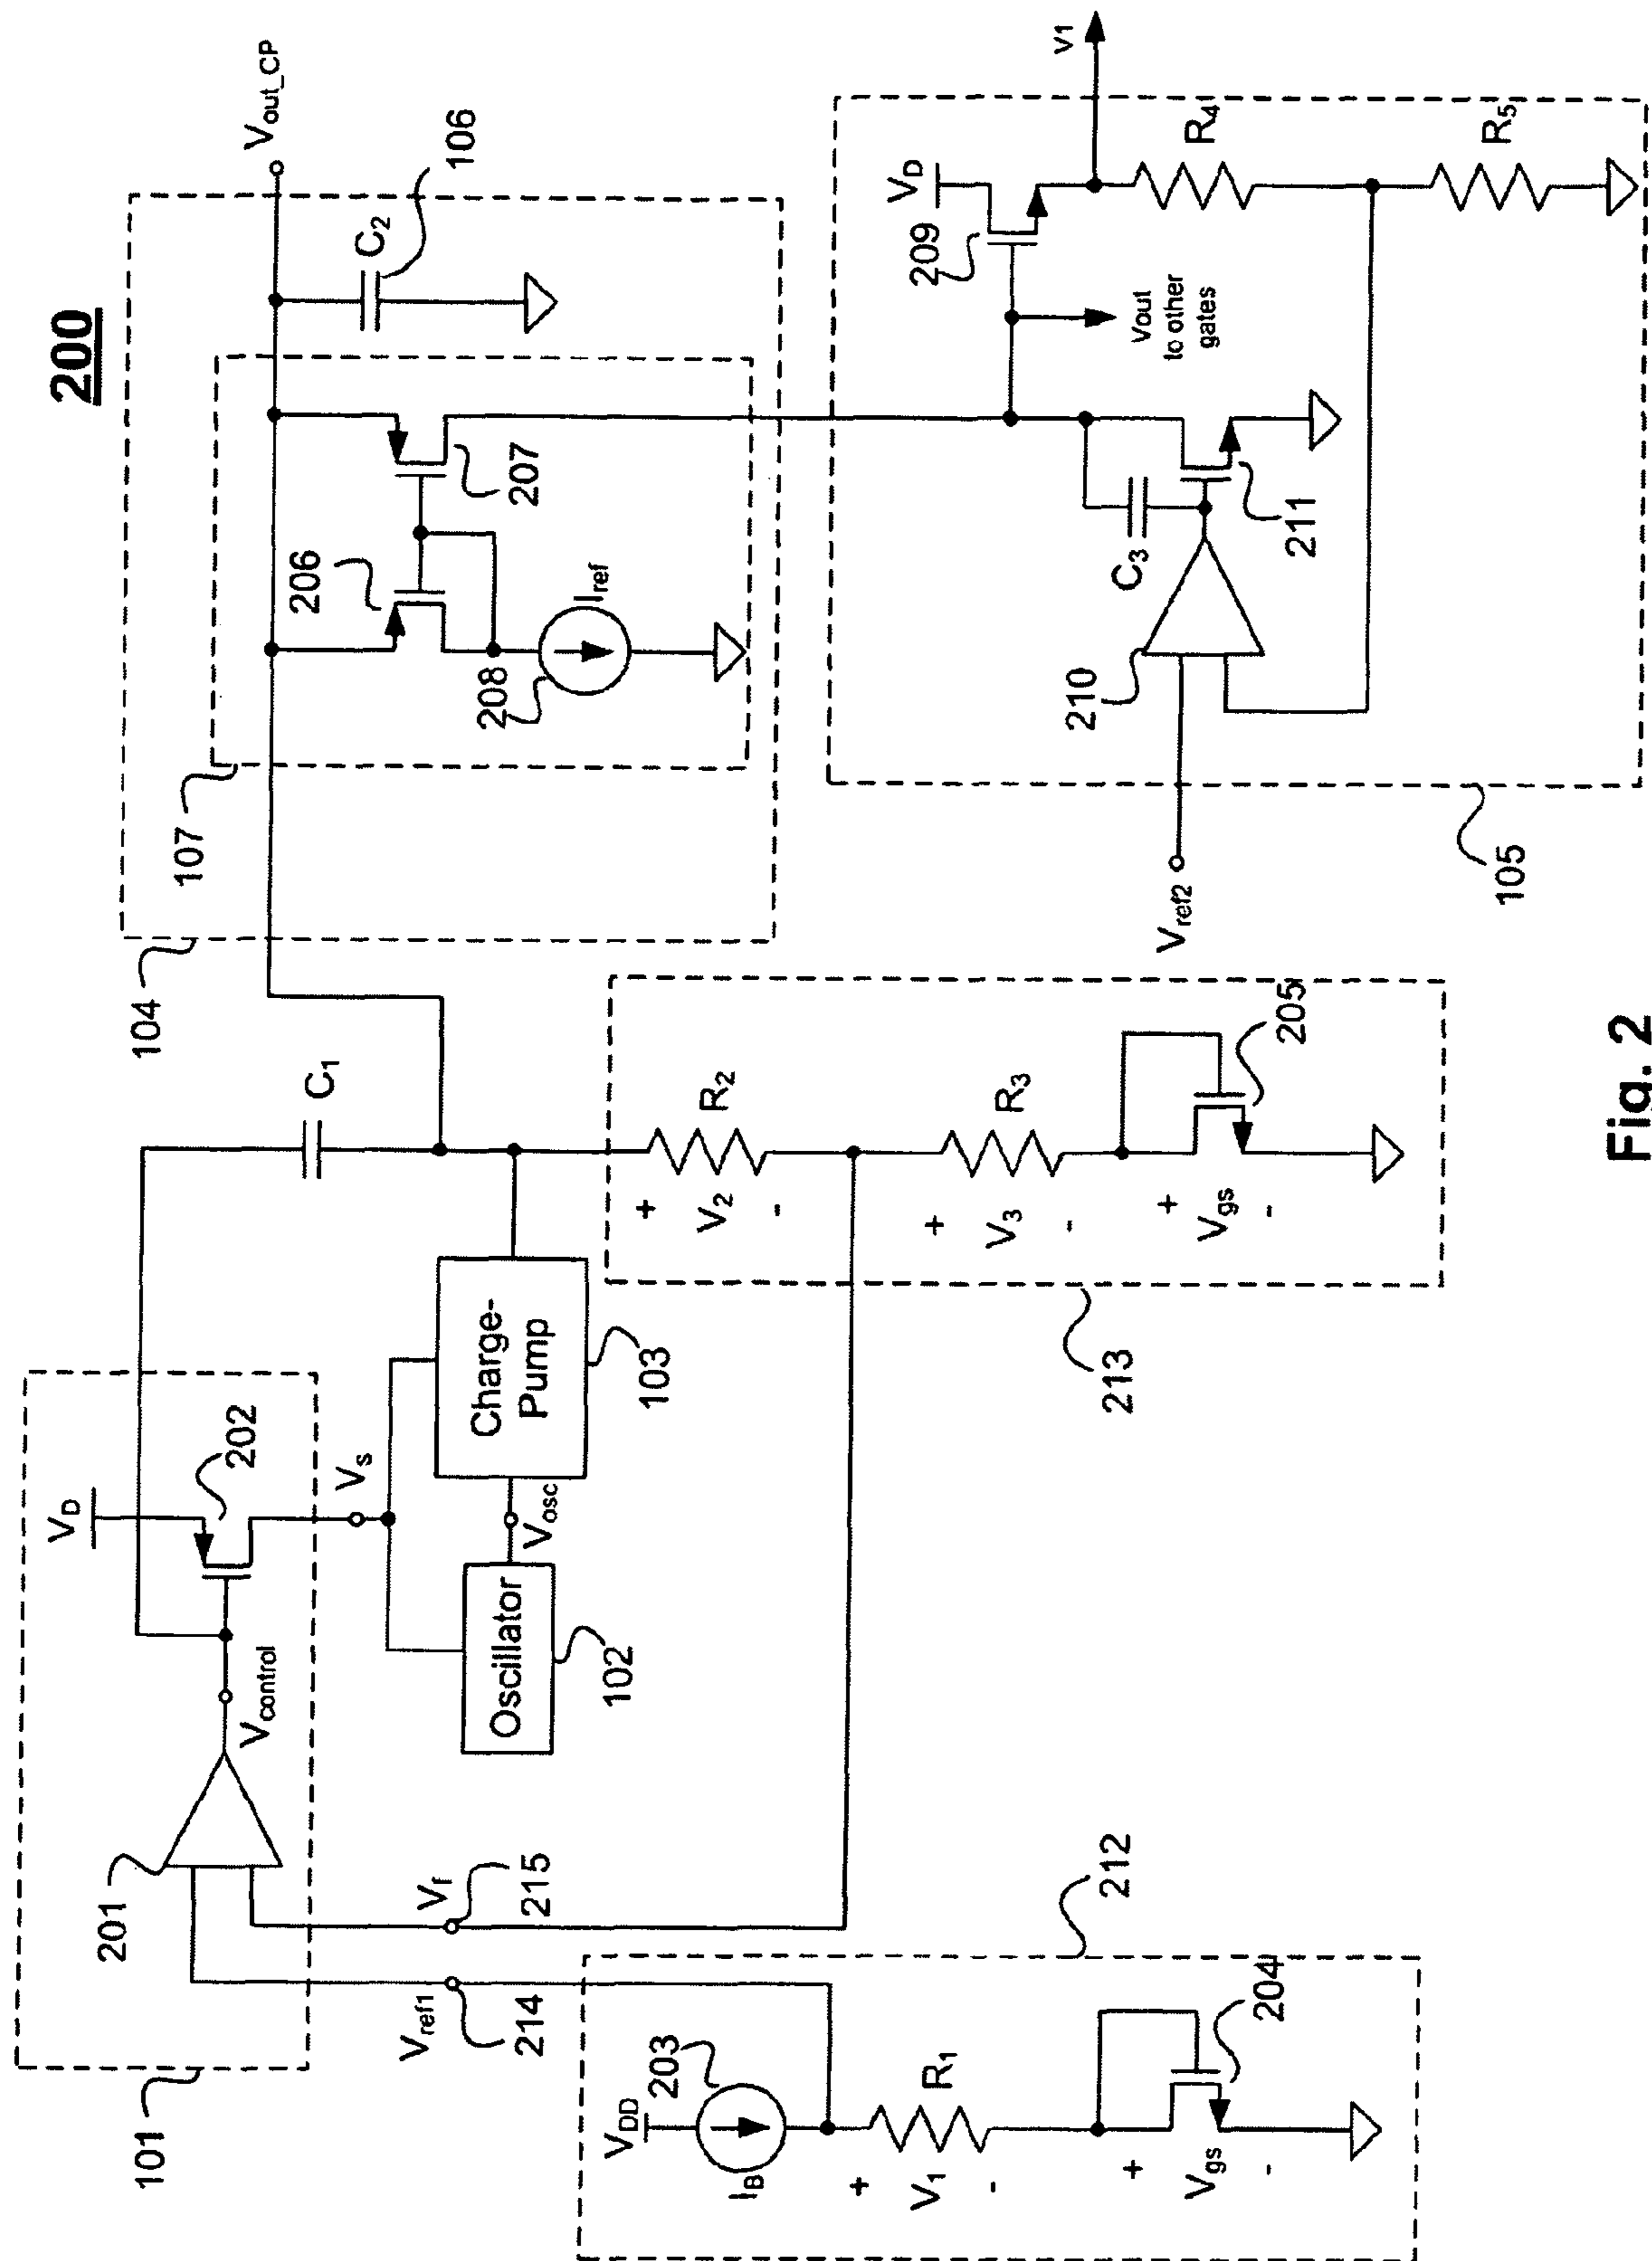 200
101
201
Vcontrol
VD
202
Vs
C1
104
107
206
207
208
Iref
C2
106
Vout_CP
Vref1
214
Vf
215
Oscillator
102
Vosc
Charge-
Pump
103
212
VDD
203
IB
+
V1
-
R1
+
Vgs
-
204
213
+
V2
-
R2
+
V3
-
R3
+
Vgs
-
205
105
Vref2
210
C3
211
Vout
to other
gates
209
VD
V1
R4
R5
Fig. 2